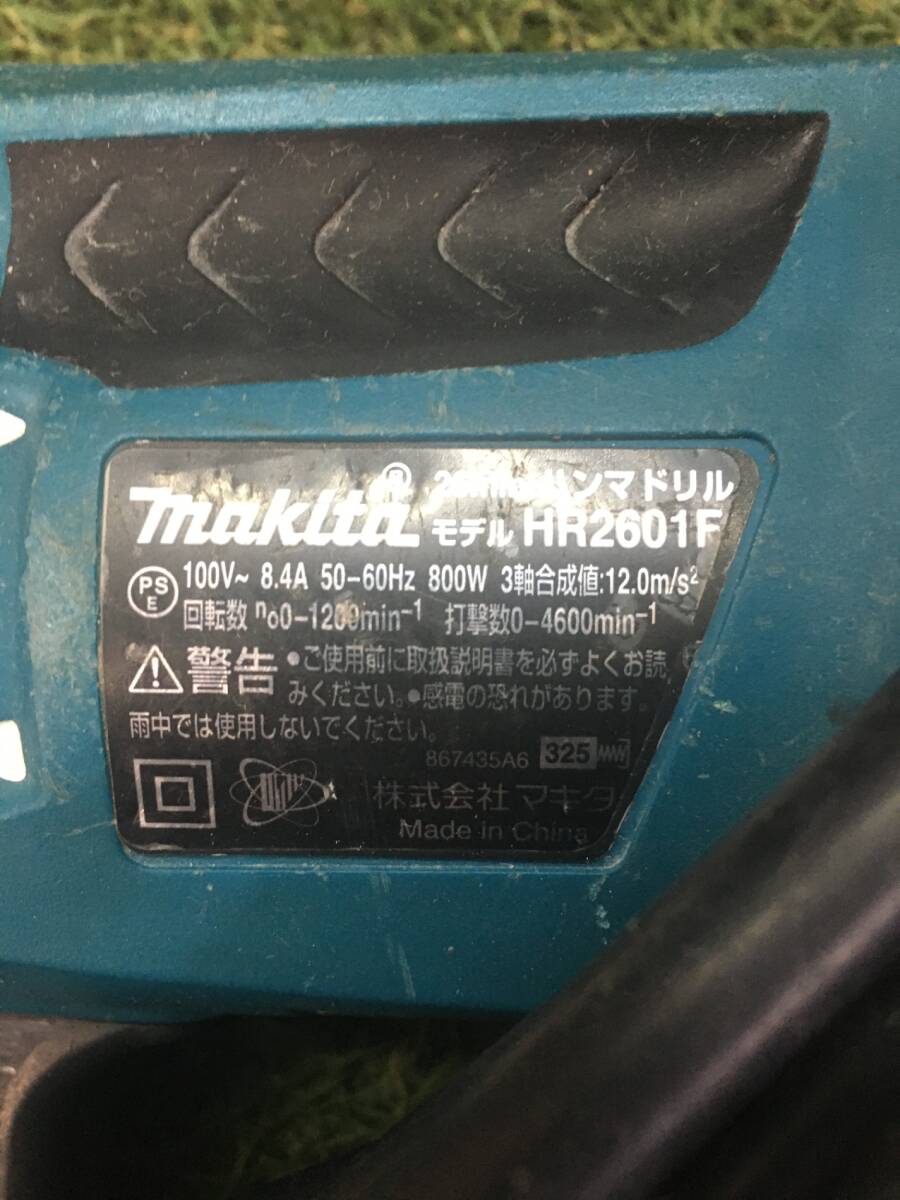 makita® ハンマドリル
モデル HR2601F
PS E 100V~ 8.4A 50-60Hz 800W 3軸合成値:12.0m/s²
回転数 no0-1200min-1 打撃数0-4600min-1
警告 •ご使用前に取扱説明書を必ずよくお読
みください。•感電の恐れがあります。
雨中では使用しないでください。
867435A6 325
株式会社 マキタ
Made in China